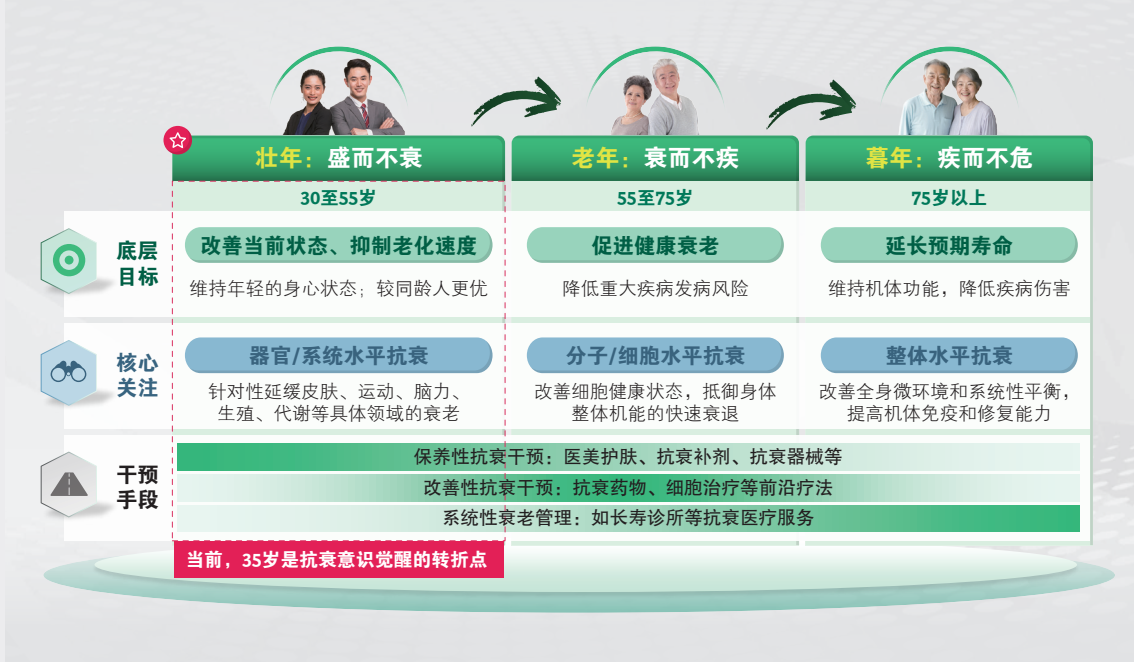 壮年：盛而不衰
老年：衰而不疾
暮年：疾而不危
30至55岁
55至75岁
75岁以上
底层
目标
改善当前状态、抑制老化速度
促进健康衰老
延长预期寿命
维持年轻的身心状态；较同龄人更优
降低重大疾病发病风险
维持机体功能，降低疾病伤害
核心
关注
器官/系统水平抗衰
分子/细胞水平抗衰
整体水平抗衰
针对性延缓皮肤、运动、脑力、
生殖、代谢等具体领域的衰老
改善细胞健康状态，抵御身体
整体机能的快速衰退
改善全身微环境和系统性平衡，
提高机体免疫和修复能力
干预
手段
保养性抗衰干预：医美护肤、抗衰补剂、抗衰器械等
改善性抗衰干预：抗衰药物、细胞治疗等前沿疗法
系统性衰老管理：如长寿诊所等抗衰医疗服务
当前，35岁是抗衰意识觉醒的转折点